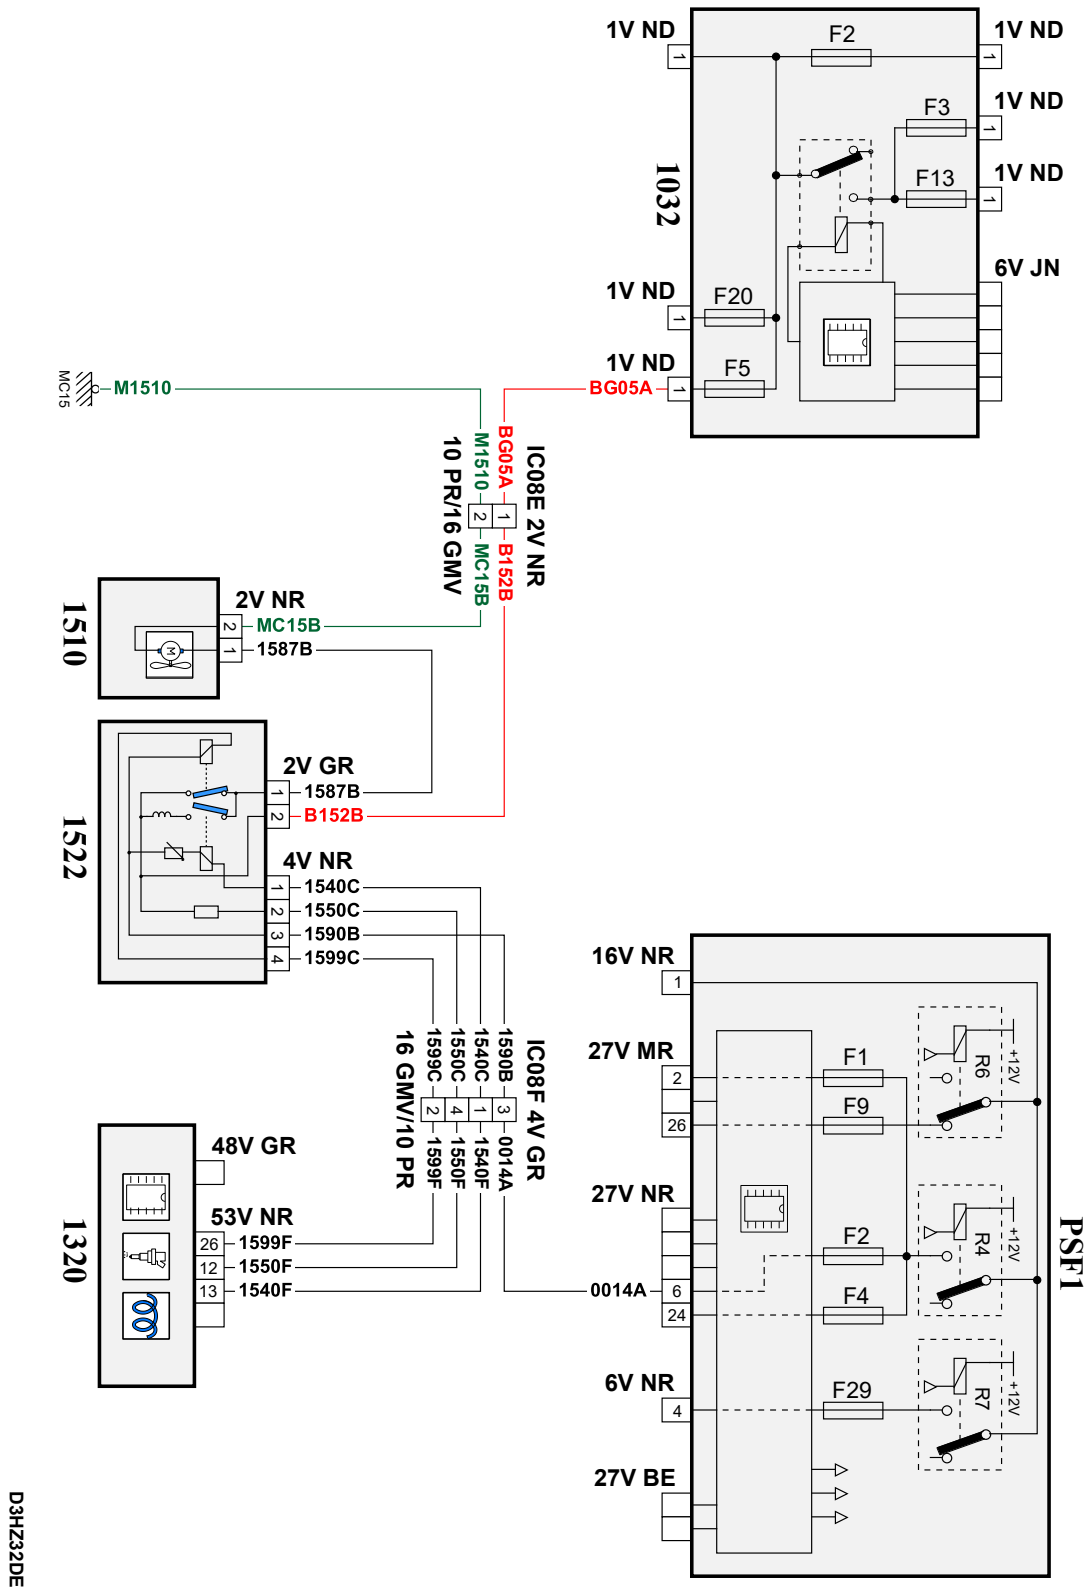 1V ND
1
F2
1V ND
1
1V ND
F3
1
1V ND
F13
1
1032
6V JN
1V ND
F20
1
1V ND
F5
1
BG05A
M1510
MC15
BG05A
M1510
IC08E 2V NR
10 PR/16 GMV
1
2
B152B
MC15B
1510
2V NR
2
MC15B
1
1587B
M
1522
2V GR
1
1587B
2
B152B
4V NR
1
1540C
2
1550C
3
1590B
4
1599C
1590B
1540C
1550C
1599C
IC08F 4V GR
16 GMV/10 PR
3
1
4
2
0014A
1540F
1550F
1599F
1320
48V GR
53V NR
26
1599F
12
1550F
13
1540F
PSF1
16V NR
1
27V MR
2
26
F1
F9
R6
+12V
27V NR
0014A
6
24
F2
F4
R4
+12V
6V NR
4
F29
R7
+12V
27V BE
D3HZ32DE